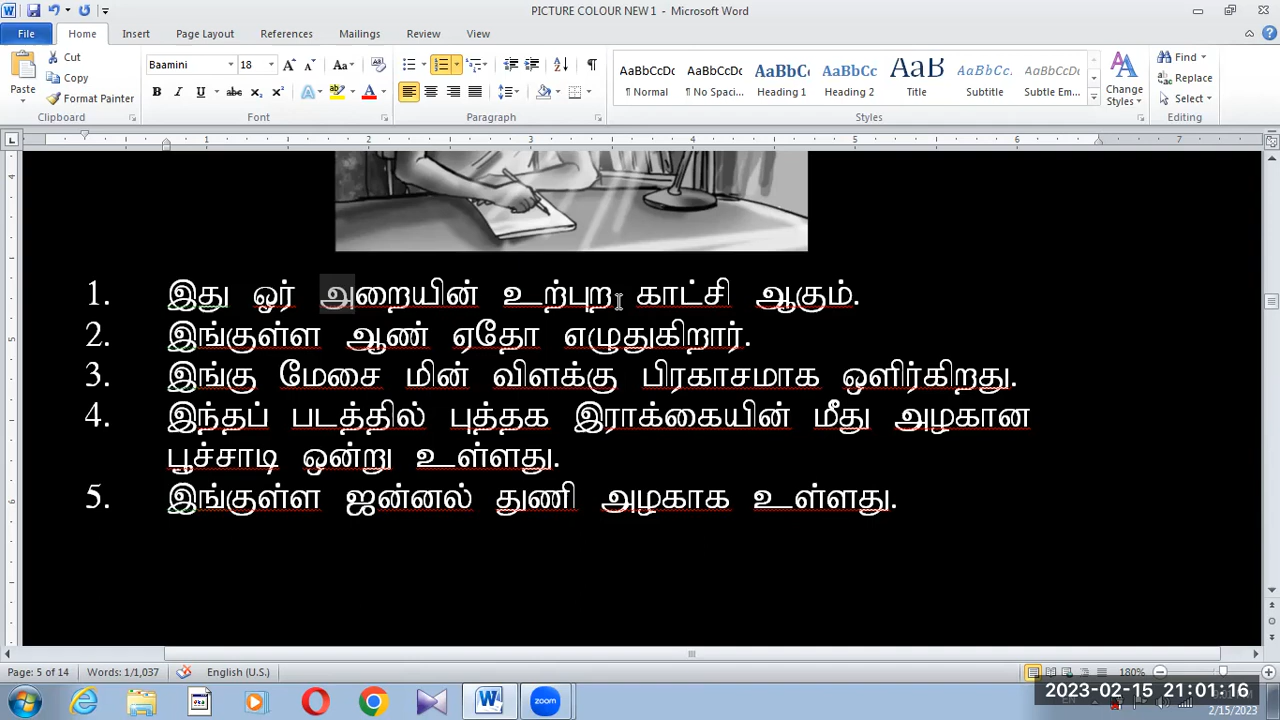 PICTURE COLOUR NEW 1 - Microsoft Word
File Home Insert Page Layout References Mailings Review View
Cut
Copy
Format Painter
Paste
Clipboard
Baamini 18
Font
Paragraph
AaBbCcDc AaBbCcDc AaBbCc AaBbCc AaB AaBbCcDc AaBbCcDc
¶ Normal ¶ No Spaci... Heading 1 Heading 2 Title Subtitle Subtle Em...
Change Styles
Styles
Find
Replace
Select
Editing
1. இது ஓர் அறையின் உற்புற காட்சி ஆகும்.
2. இங்குள்ள ஆண் ஏதோ எழுதுகிறார்.
3. இங்கு மேசை மின் விளக்கு பிரகாசமாக ஒளிர்கிறது.
4. இந்தப் படத்தில் புத்தக இராக்கையின் மீது அழகான
பூச்சாடி ஒன்று உள்ளது.
5. இங்குள்ள ஜன்னல் துணி அழகாக உள்ளது.
Page: 5 of 14 Words: 1/1,037 English (U.S.) 180%
zoom
2023-02-15 21:01:16
2/15/2023